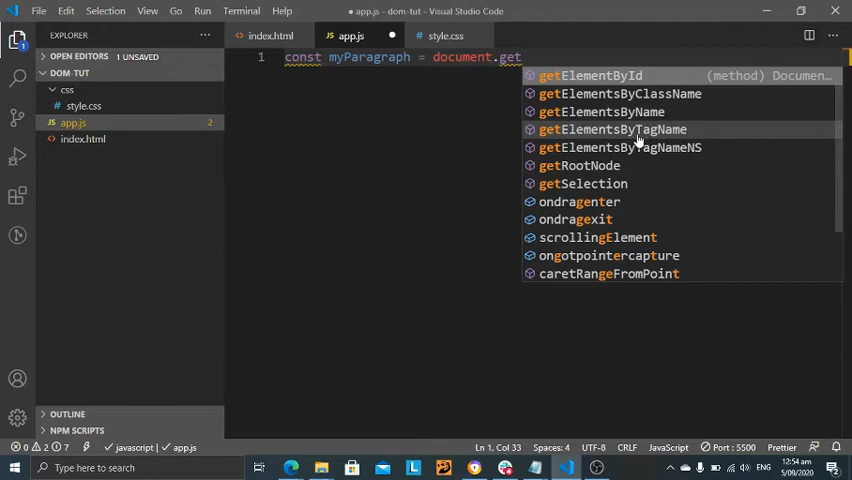 File Edit Selection View Go Run Terminal Help ● app.js - dom-tut - Visual Studio Code
EXPLORER
OPEN EDITORS 1 UNSAVED
DOM-TUT
css
style.css
app.js 2
index.html
OUTLINE
NPM SCRIPTS
index.html JS app.js ● style.css
1 const myParagraph = document.get
getElementById (method) Documen...
getElementsByClassName
getElementsByName
getElementsByTagName
getElementsByTagNameNS
getRootNode
getSelection
ondragenter
ondragexit
scrollingElement
ongotpointercapture
caretRangeFromPoint
0 2 7 javascript | app.js Ln 1, Col 33 Spaces: 4 UTF-8 CRLF JavaScript Port : 5500 Prettier
Type here to search
ENG 12:54 am
5/09/2020